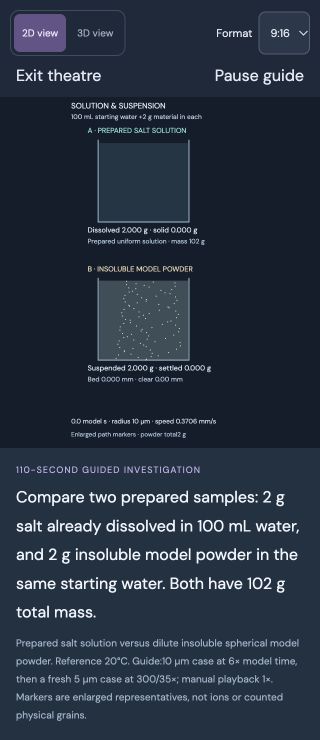 2D view 3D view Format 9:16
Exit theatre Pause guide
SOLUTION & SUSPENSION
100 mL starting water +2 g material in each
A · PREPARED SALT SOLUTION
Dissolved 2.000 g · solid 0.000 g
Prepared uniform solution · mass 102 g
B · INSOLUBLE MODEL POWDER
Suspended 2.000 g · settled 0.000 g
Bed 0.000 mm · clear 0.00 mm
0.0 model s · radius 10 µm · speed 0.3706 mm/s
Enlarged path markers · powder total2 g
110-SECOND GUIDED INVESTIGATION
Compare two prepared samples: 2 g
salt already dissolved in 100 mL water,
and 2 g insoluble model powder in the
same starting water. Both have 102 g
total mass.
Prepared salt solution versus dilute insoluble spherical model
powder. Reference 20°C. Guide:10 µm case at 6× model time,
then a fresh 5 µm case at 300/35×; manual playback 1×.
Markers are enlarged representatives, not ions or counted
physical grains.